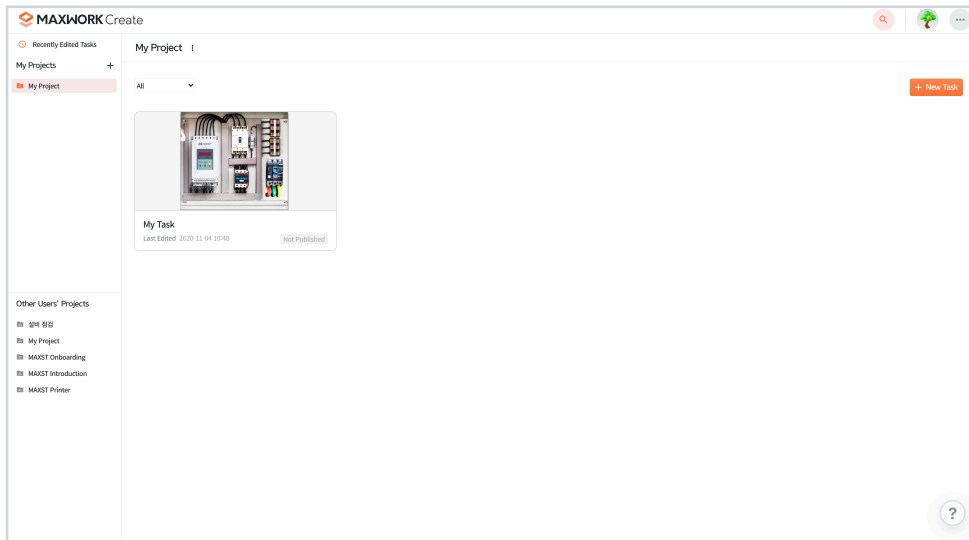 MAXWORK Create
Recently Edited Tasks
My Projects +
My Project
Other Users' Projects
설비 점검
My Project
MAXST Onboarding
MAXST Introduction
MAXST Printer
My Project
All
+ New Task
My Task
Last Edited 2020-11-04 10:48
Not Published
?